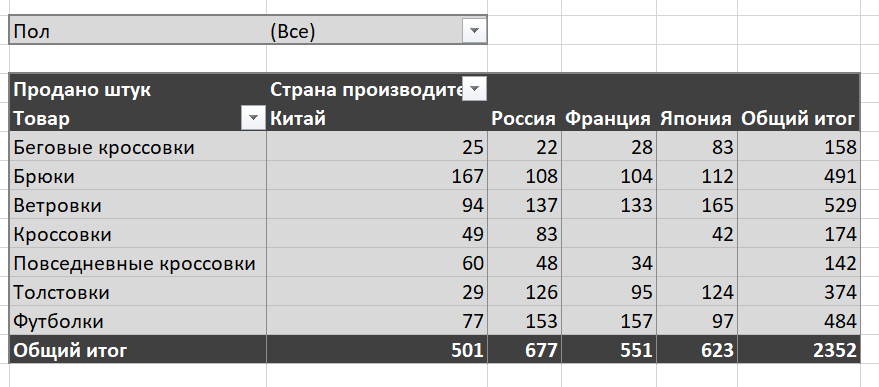 Пол (Все)
Продано штук Страна производите
Товар Китай Россия Франция Япония Общий итог
Беговые кроссовки 25 22 28 83 158
Брюки 167 108 104 112 491
Ветровки 94 137 133 165 529
Кроссовки 49 83 42 174
Повседневные кроссовки 60 48 34 142
Толстовки 29 126 95 124 374
Футболки 77 153 157 97 484
Общий итог 501 677 551 623 2352